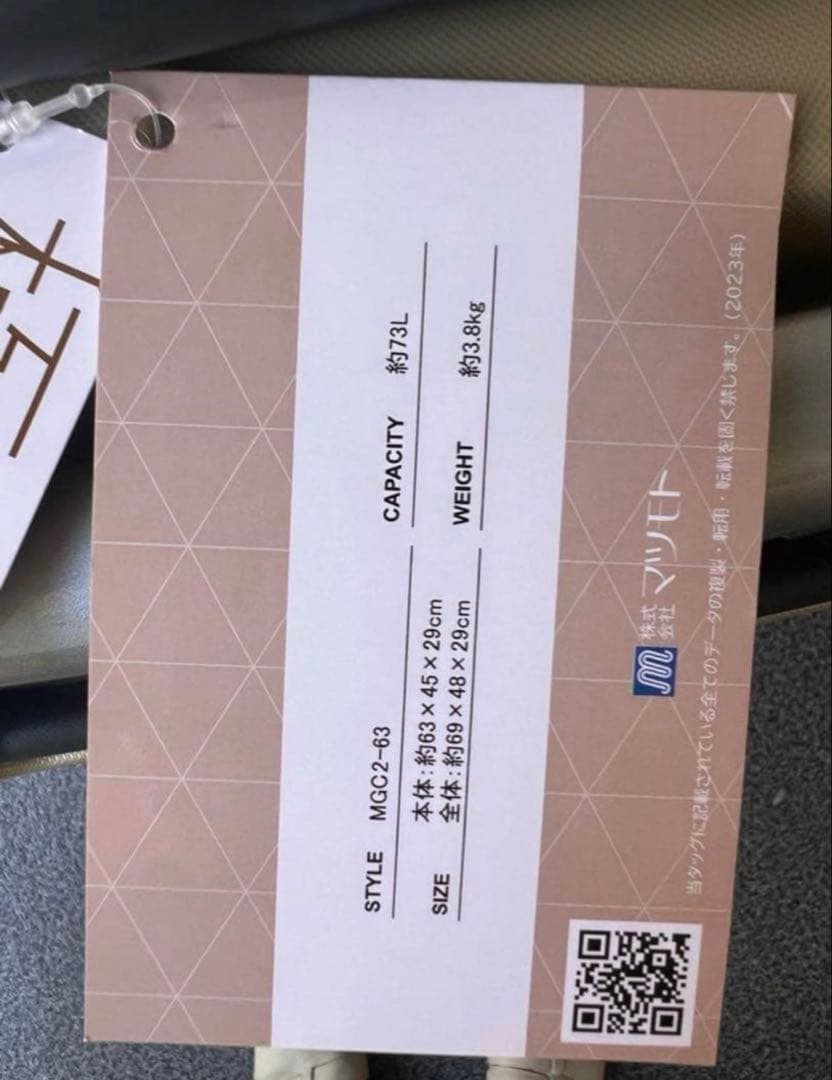 STYLE MGC2-63
CAPACITY 約73L
SIZE 本体:約63×45×29cm
全体:約69×48×29cm
WEIGHT 約3.8kg
株式会社 マツモト
当タッグに記載されている全てのデータの複製・転用・転載を固く禁じます。(2023年)